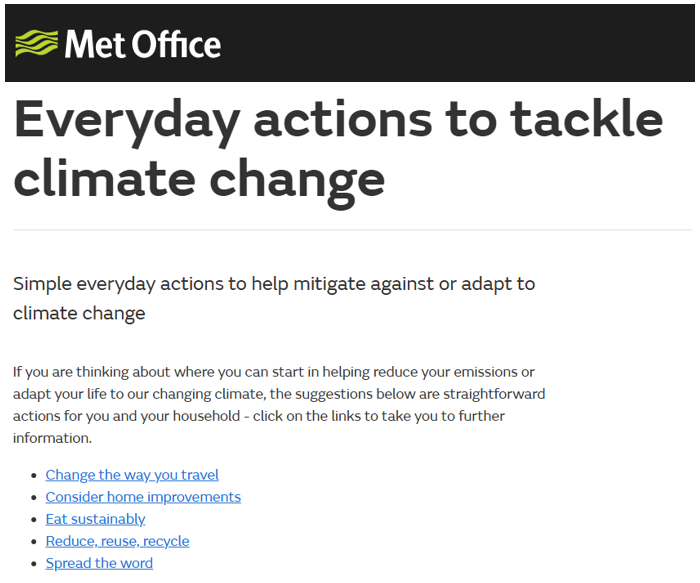 Met Office
Everyday actions to tackle
climate change
Simple everyday actions to help mitigate against or adapt to
climate change
If you are thinking about where you can start in helping reduce your emissions or
adapt your life to our changing climate, the suggestions below are straightforward
actions for you and your household - click on the links to take you to further
information.
• Change the way you travel
• Consider home improvements
• Eat sustainably
• Reduce, reuse, recycle
• Spread the word